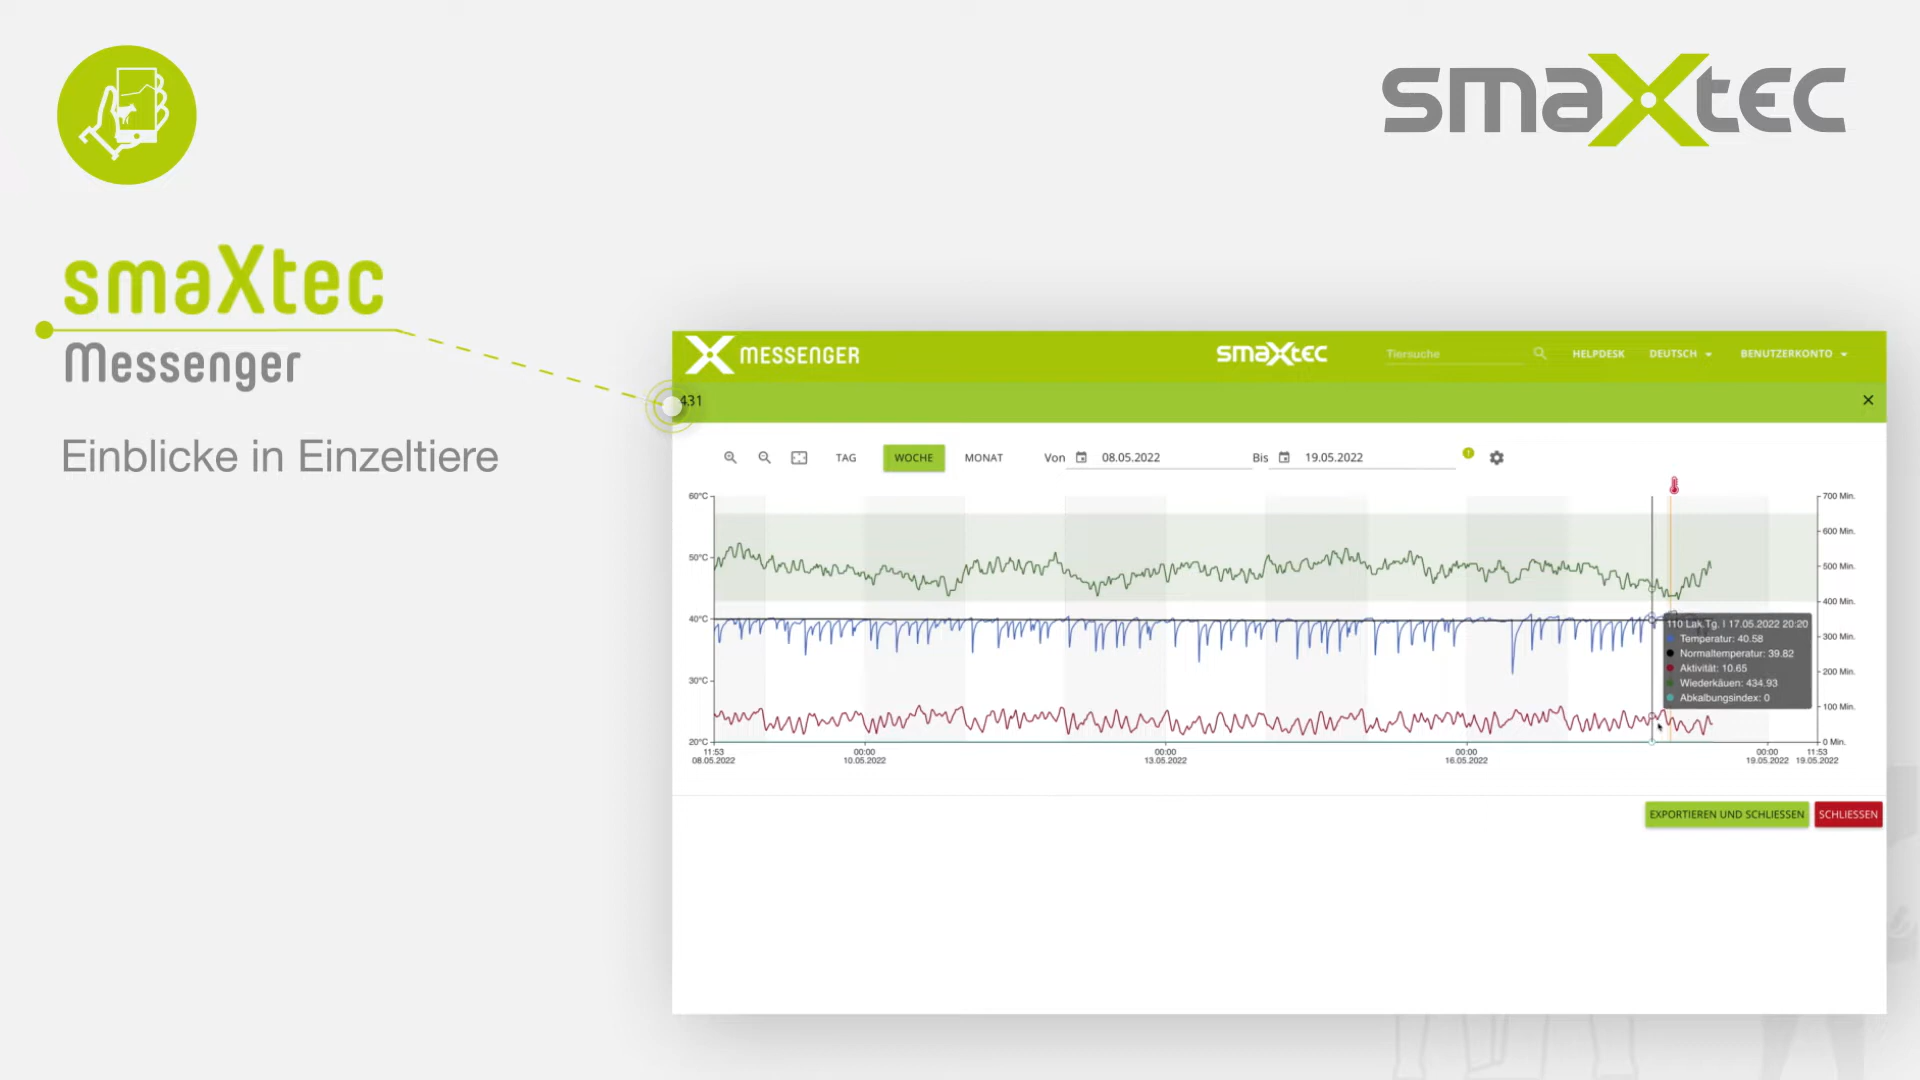 smaXtec
smaXtec
Messenger
Einblicke in Einzeltiere
MESSENGER
smaXtec
Tiersuche
HELPDESK
DEUTSCH
BENUTZERKONTO
431
TAG
WOCHE
MONAT
Von
08.05.2022
Bis
19.05.2022
60°C
50°C
40°C
30°C
20°C
700 Min.
600 Min.
500 Min.
400 Min.
300 Min.
200 Min.
100 Min.
0 Min.
110 Lak.Tg. | 17.05.2022 20:20
Temperatur: 40.58
Normaltemperatur: 39.82
Aktivität: 10.65
Wiederkäuen: 434.93
Abkalbungsindex: 0
11:53
08.05.2022
00:00
10.05.2022
00:00
13.05.2022
00:00
16.05.2022
00:00
19.05.2022
11:53
19.05.2022
EXPORTIEREN UND SCHLIESSEN
SCHLIESSEN